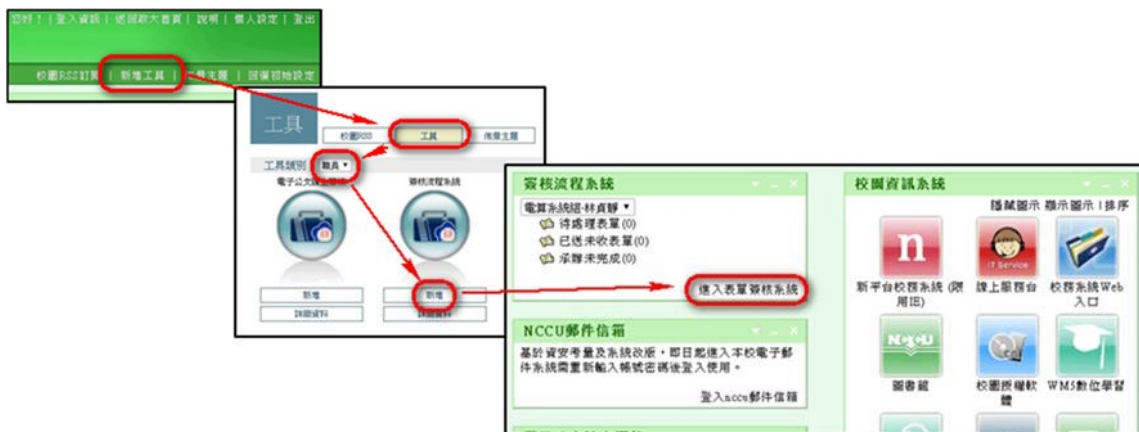 您好！ | 登入資訊 | 返回政大首頁 | 說明 | 個人設定 | 登出
校園RSS訂閱 | 新增工具 | 背景主題 | 回復初始設定
工具
校園RSS
工具
背景主題
工具類別
職員
電子公文
簽核流程系統
新增
新增
詳細資料
詳細資料
簽核流程系統
電算系統組-林貞靜
待處理表單(0)
已送未收表單(0)
承辦未完成(0)
進入表單簽核系統
NCCU郵件信箱
基於資安考量及系統改版，即日起進入本校電子郵
件系統需重新輸入帳號密碼後登入使用。
登入nccu郵件信箱
校園資訊系統
隱藏圖示 顯示圖示 | 排序
n
IT Service
新平台校務系統 (限
用IE)
線上服務台
校務系統Web
入口
NCCU
圖書館
校園授權軟
體
WM5數位學習